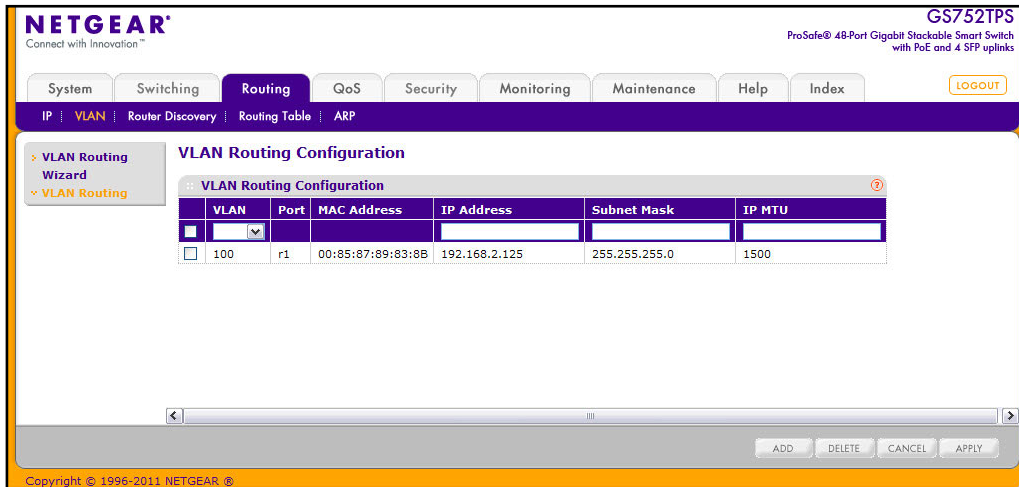 NETGEAR®
Connect with Innovation™
GS752TPS
ProSafe® 48-Port Gigabit Stackable Smart Switch
with PoE and 4 SFP uplinks
System Switching Routing QoS Security Monitoring Maintenance Help Index LOGOUT
IP VLAN Router Discovery Routing Table ARP
VLAN Routing
Wizard
VLAN Routing
VLAN Routing Configuration
VLAN Routing Configuration ?
VLAN Port MAC Address IP Address Subnet Mask IP MTU
100 r1 00:85:87:89:83:8B 192.168.2.125 255.255.255.0 1500
ADD DELETE CANCEL APPLY
Copyright © 1996-2011 NETGEAR ®